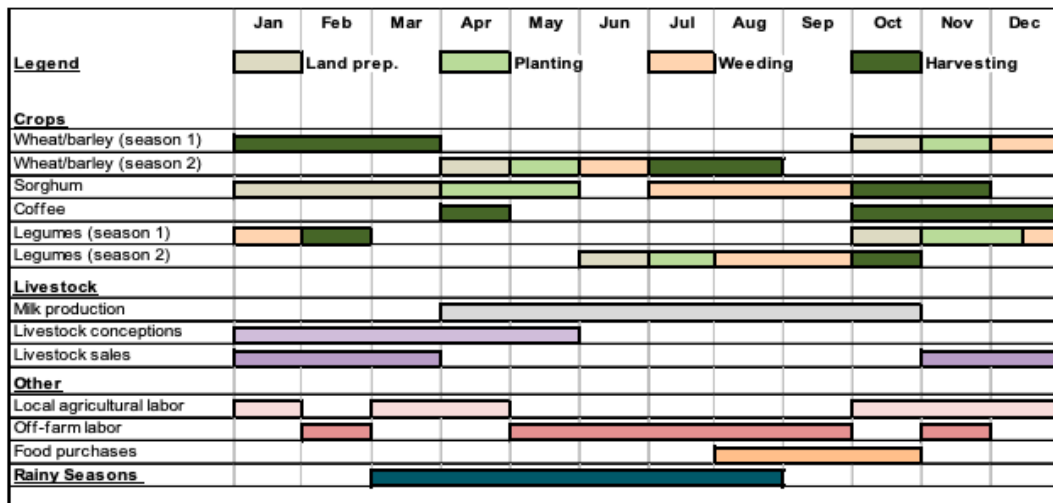 Jan Feb Mar Apr May Jun Jul Aug Sep Oct Nov Dec
Legend Land prep. Planting Weeding Harvesting
Crops
Wheat/barley (season 1)
Wheat/barley (season 2)
Sorghum
Coffee
Legumes (season 1)
Legumes (season 2)
Livestock
Milk production
Livestock conceptions
Livestock sales
Other
Local agricultural labor
Off-farm labor
Food purchases
Rainy Seasons